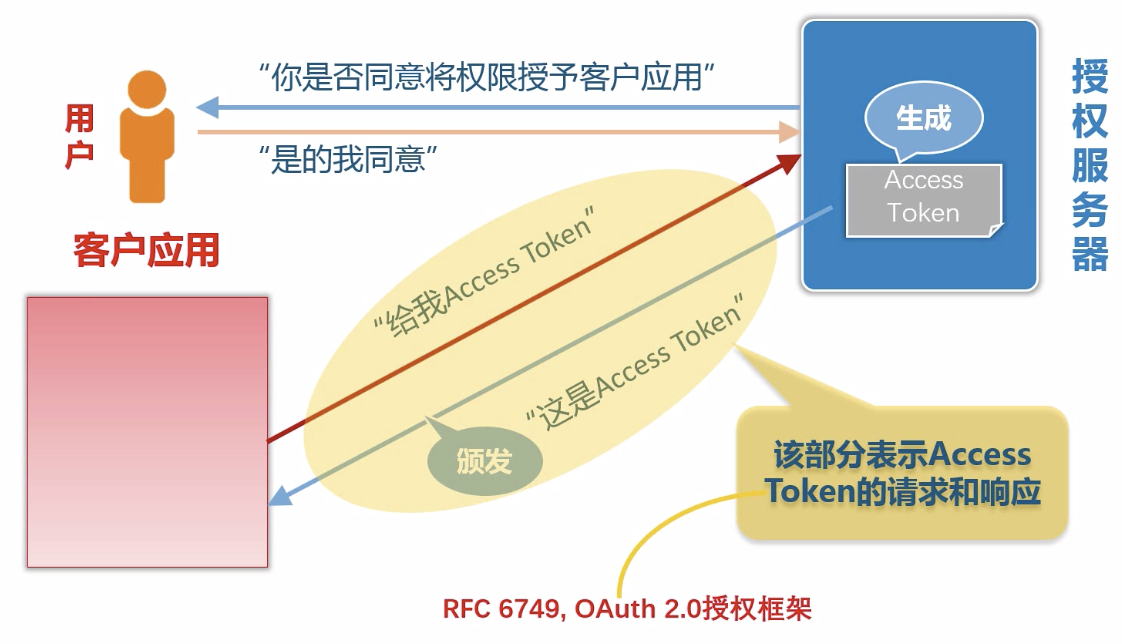 “你是否同意将权限授予客户应用”
用户
“是的我同意”
客户应用
授权服务器
生成
Access
Token
“给我Access Token”
“这是Access Token”
颁发
该部分表示Access
Token的请求和响应
RFC 6749, OAuth 2.0授权框架